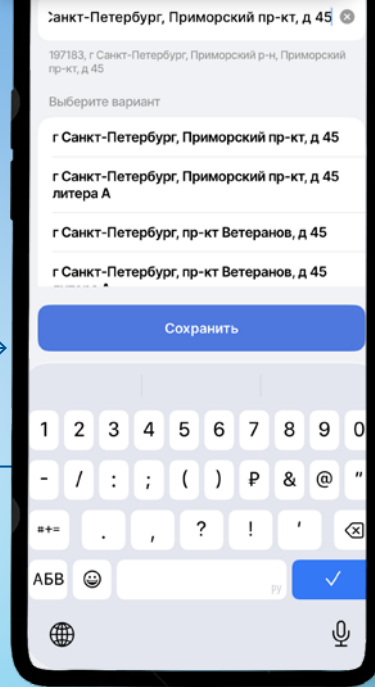 Санкт-Петербург, Приморский пр-кт, д 45
197183, г Санкт-Петербург, Приморский р-н, Приморский
пр-кт, д 45
Выберите вариант
г Санкт-Петербург, Приморский пр-кт, д 45
г Санкт-Петербург, Приморский пр-кт, д 45
литера А
г Санкт-Петербург, пр-кт Ветеранов, д 45
г Санкт-Петербург, пр-кт Ветеранов, д 45
Сохранить
1 2 3 4 5 6 7 8 9 0
- / : ; ( ) ₽ & @ "
#+= . , ? ! '
АБВ
РУ